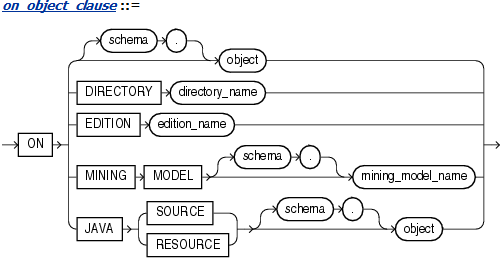 on_object_clause ::=
schema . object
DIRECTORY directory_name
EDITION edition_name
ON
MINING MODEL schema . mining_model_name
JAVA SOURCE RESOURCE schema . object